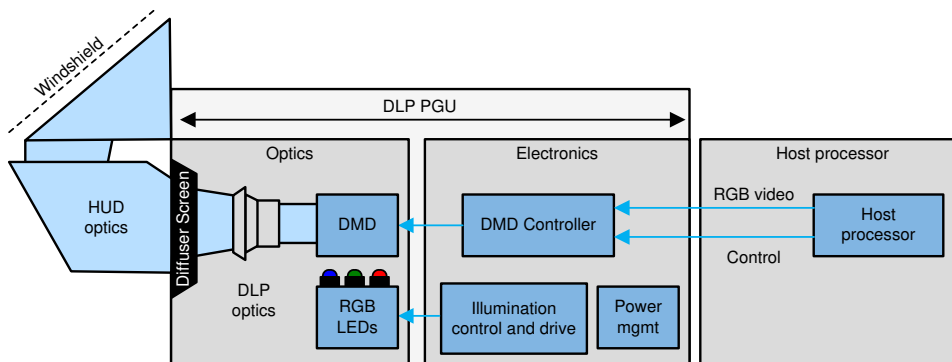 Windshield
DLP PGU
Optics
Electronics
Host processor
HUD
optics
Diffuser Screen
DMD
DMD Controller
RGB video
Host
processor
Control
DLP
optics
RGB
LEDs
Illumination
control and drive
Power
mgmt